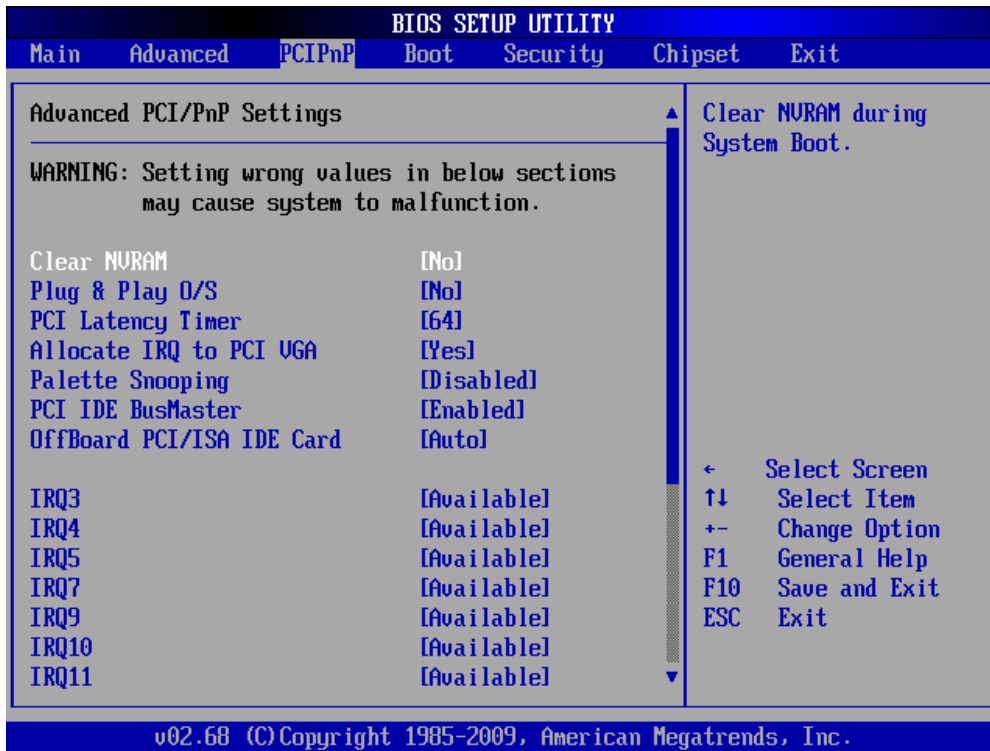 BIOS SETUP UTILITY
Main Advanced PCIPnP Boot Security Chipset Exit
Advanced PCI/PnP Settings
WARNING: Setting wrong values in below sections
may cause system to malfunction.
Clear NVRAM [No]
Plug & Play O/S [No]
PCI Latency Timer [64]
Allocate IRQ to PCI VGA [Yes]
Palette Snooping [Disabled]
PCI IDE BusMaster [Enabled]
OffBoard PCI/ISA IDE Card [Auto]
IRQ3 [Available]
IRQ4 [Available]
IRQ5 [Available]
IRQ7 [Available]
IRQ9 [Available]
IRQ10 [Available]
IRQ11 [Available]
Clear NVRAM during
System Boot.
← Select Screen
↑↓ Select Item
+- Change Option
F1 General Help
F10 Save and Exit
ESC Exit
v02.68 (C)Copyright 1985-2009, American Megatrends, Inc.